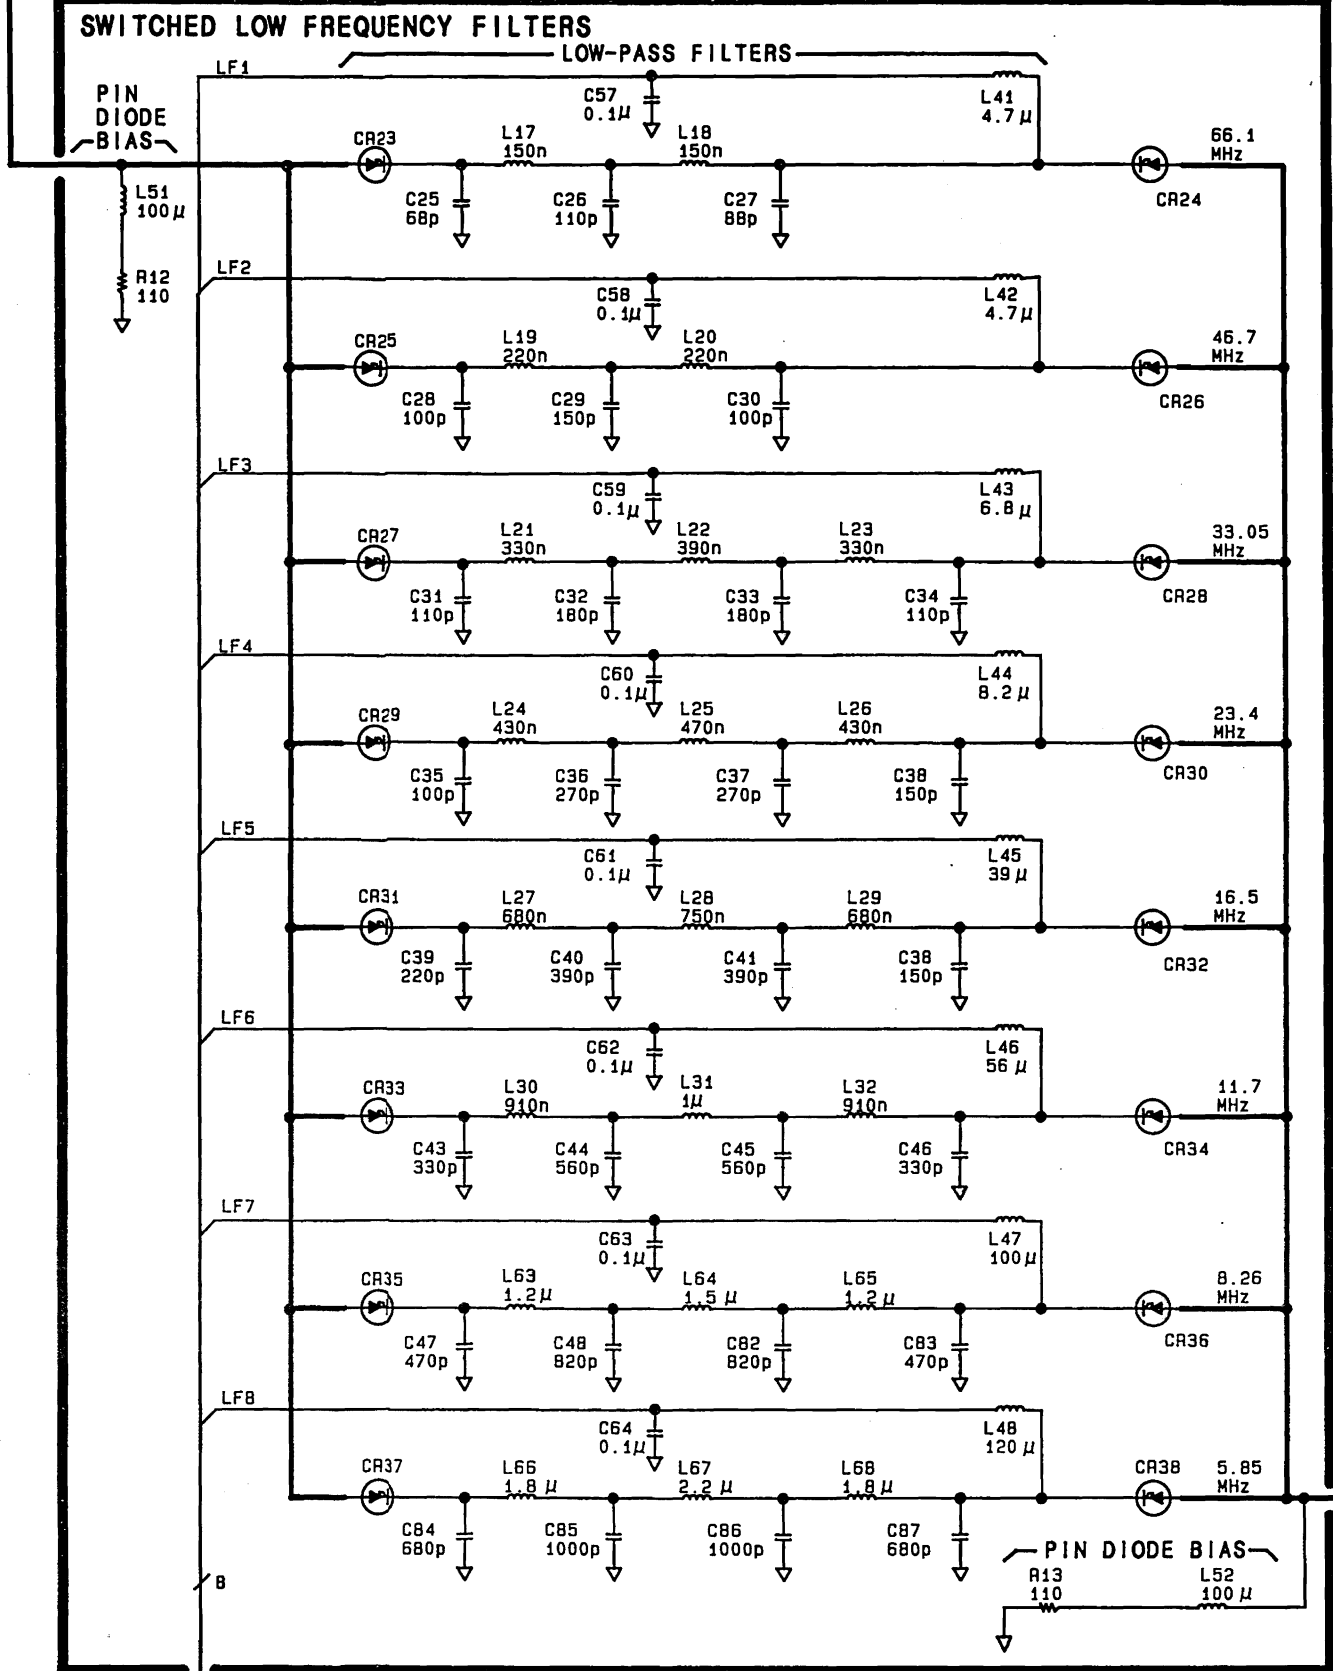 SWITCHED LOW FREQUENCY FILTERS
LOW-PASS FILTERS
PIN
DIODE
BIAS
L51
100μ
R12
110
LF1
C57
0.1μ
L41
4.7μ
CR23
L17
150n
L18
150n
C25
68p
C26
110p
C27
88p
CR24
66.1
MHz
LF2
C58
0.1μ
L42
4.7μ
CR25
L19
220n
L20
220n
C28
100p
C29
150p
C30
100p
CR26
46.7
MHz
LF3
C59
0.1μ
L43
6.8μ
CR27
L21
330n
L22
390n
L23
330n
C31
110p
C32
180p
C33
180p
C34
110p
CR28
33.05
MHz
LF4
C60
0.1μ
L44
8.2μ
CR29
L24
430n
L25
470n
L26
430n
C35
100p
C36
270p
C37
270p
C38
150p
CR30
23.4
MHz
LF5
C61
0.1μ
L45
39μ
CR31
L27
680n
L28
750n
L29
680n
C39
220p
C40
390p
C41
390p
C38
150p
CR32
16.5
MHz
LF6
C62
0.1μ
L46
56μ
CR33
L30
910n
L31
1μ
L32
910n
C43
330p
C44
560p
C45
560p
C46
330p
CR34
11.7
MHz
LF7
C63
0.1μ
L47
100μ
CR35
L63
1.2μ
L64
1.5μ
L65
1.2μ
C47
470p
C48
820p
C82
820p
C83
470p
CR36
8.26
MHz
LF8
C64
0.1μ
L48
120μ
CR37
L66
1.8μ
L67
2.2μ
L68
1.8μ
C84
680p
C85
1000p
C86
1000p
C87
680p
CR38
5.85
MHz
8
PIN DIODE BIAS
R13
110
L52
100μ